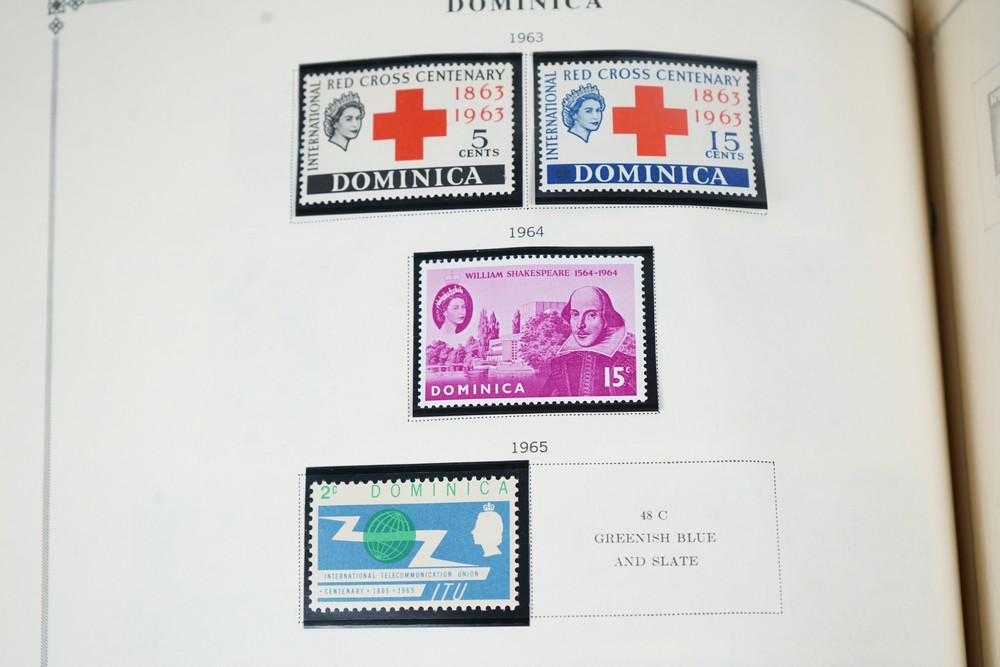 DOMINICA
1963
INTERNATIONAL
RED CROSS CENTENARY
1863
1963
5
CENTS
DOMINICA
INTERNATIONAL
RED CROSS CENTENARY
1863
1963
15
CENTS
DOMINICA
1964
WILLIAM SHAKESPEARE 1564-1964
DOMINICA
15c
1965
2c DOMINICA
INTERNATIONAL TELECOMMUNICATION UNION
• CENTENARY • 1865 • 1965 ITU
48 C
GREENISH BLUE
AND SLATE